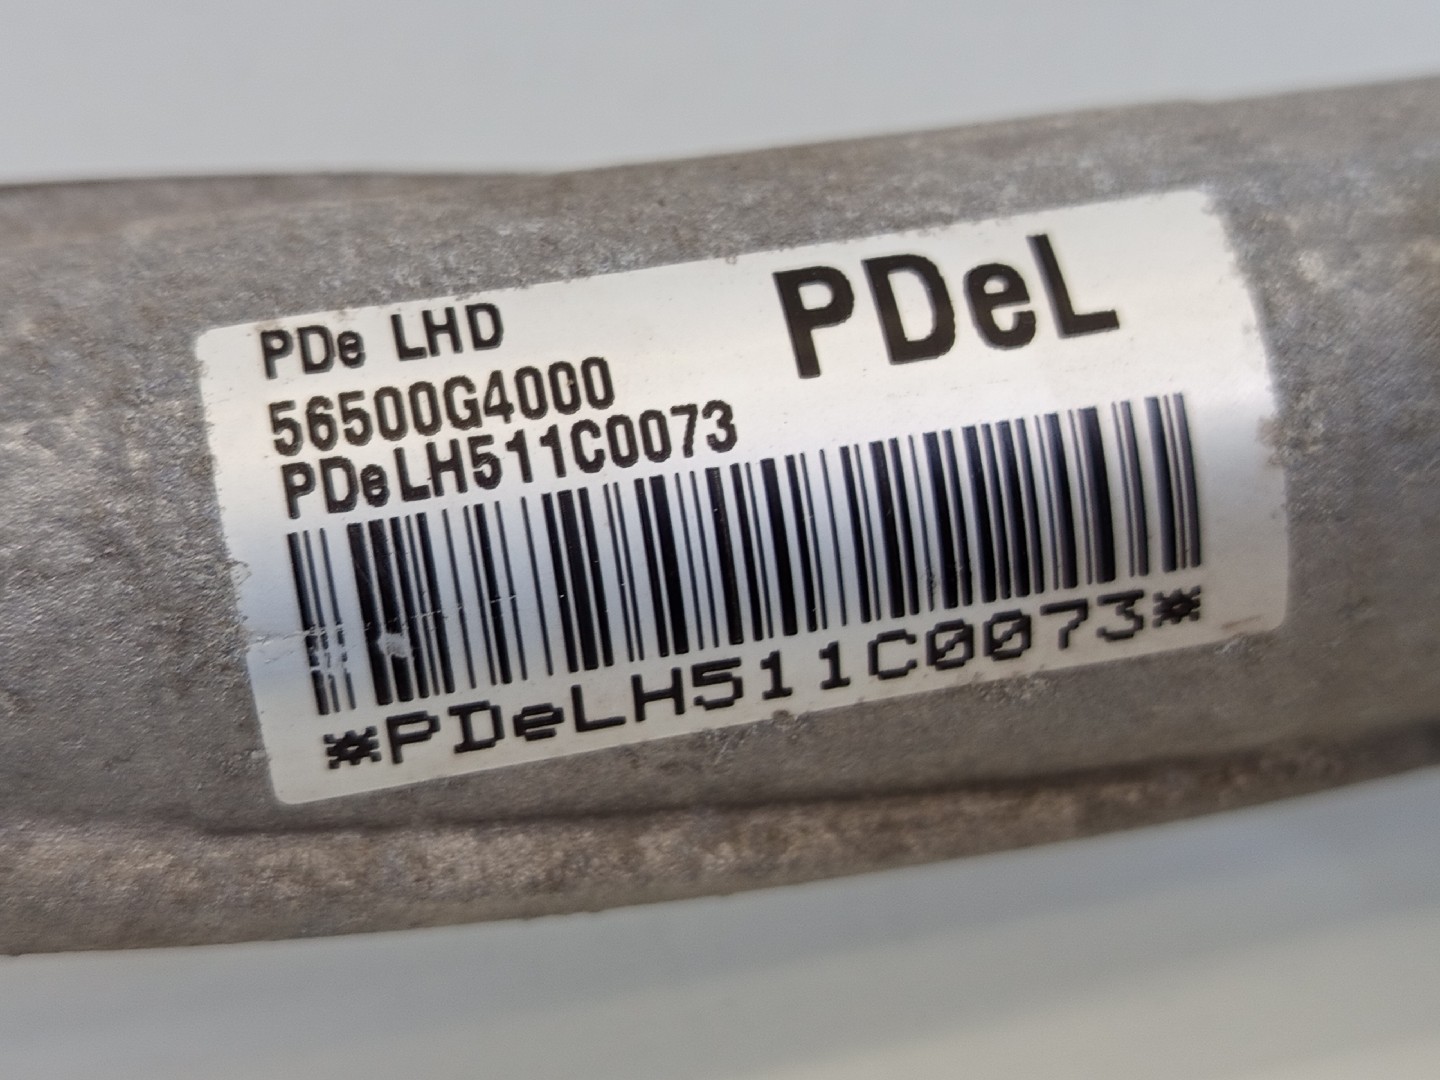 PDe LHD
PDeL
56500G4000
PDeLH511C0073
*PDeLH511C0073*